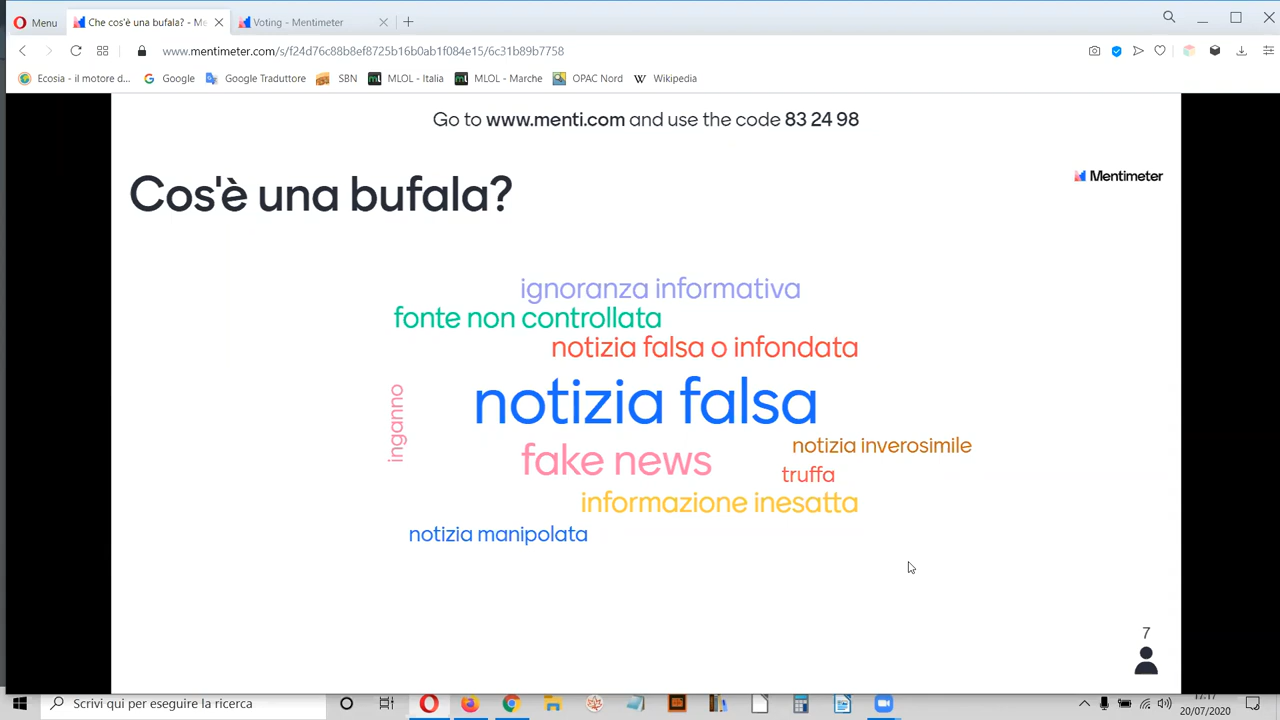 Menu
Che cos'è una bufala? - Me
Voting - Mentimeter
www.mentimeter.com/s/f24d76c88b8ef8725b16b0ab1f084e15/6c31b89b7758
Ecosia - il motore d...
Google
Google Traduttore
SBN
MLOL - Italia
MLOL - Marche
OPAC Nord
Wikipedia
Go to www.menti.com and use the code 83 24 98
Mentimeter
Cos'è una bufala?
ignoranza informativa
fonte non controllata
notizia falsa o infondata
inganno
notizia falsa
notizia inverosimile
fake news
truffa
informazione inesatta
notizia manipolata
7
Scrivi qui per eseguire la ricerca
17:17
20/07/2020